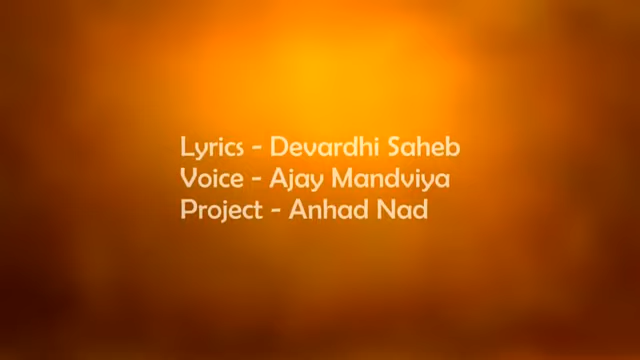 Lyrics - Devardhi Saheb
Voice - Ajay Mandviya
Project - Anhad Nad